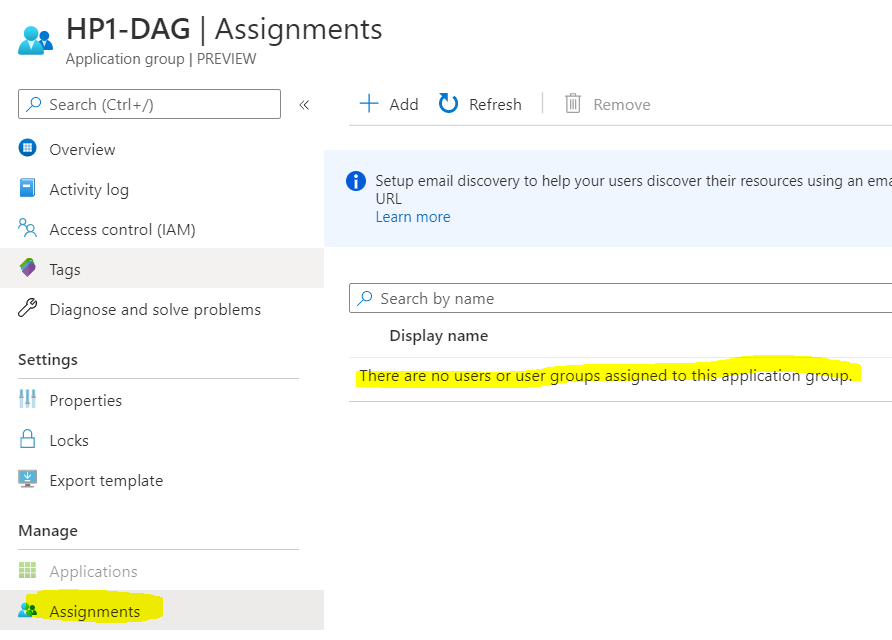 HP1-DAG | Assignments
Application group | PREVIEW
Search (Ctrl+/)
«
Overview
Activity log
Access control (IAM)
Tags
Diagnose and solve problems
Settings
Properties
Locks
Export template
Manage
Applications
Assignments
Add Refresh Remove
Setup email discovery to help your users discover their resources using an ema
URL
Learn more
Search by name
Display name
There are no users or user groups assigned to this application group.